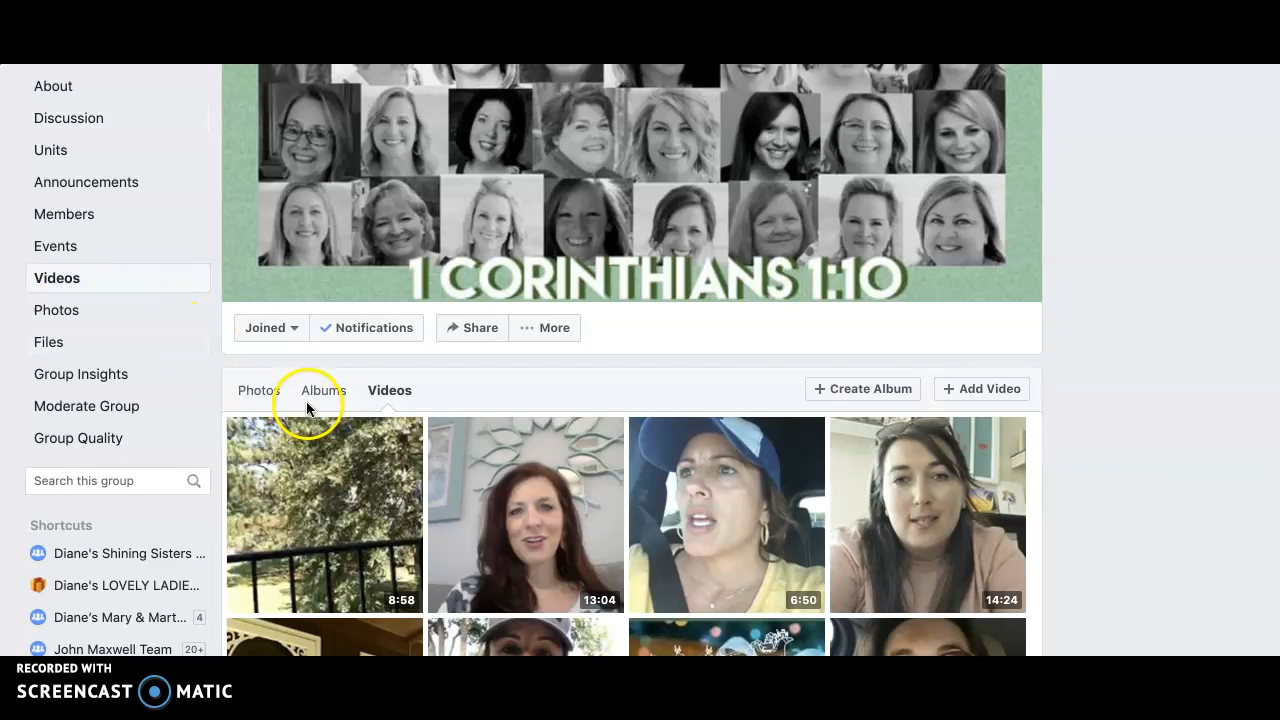 About
Discussion
Units
Announcements
Members
Events
Videos
Photos
Files
Group Insights
Moderate Group
Group Quality
Search this group
Shortcuts
Diane's Shining Sisters ...
Diane's LOVELY LADIE...
Diane's Mary & Mart... 4
John Maxwell Team 20+
1 CORINTHIANS 1:10
Joined Notifications Share More
Photos Albums Videos + Create Album + Add Video
8:58 13:04 6:50 14:24
RECORDED WITH
SCREENCAST MATIC